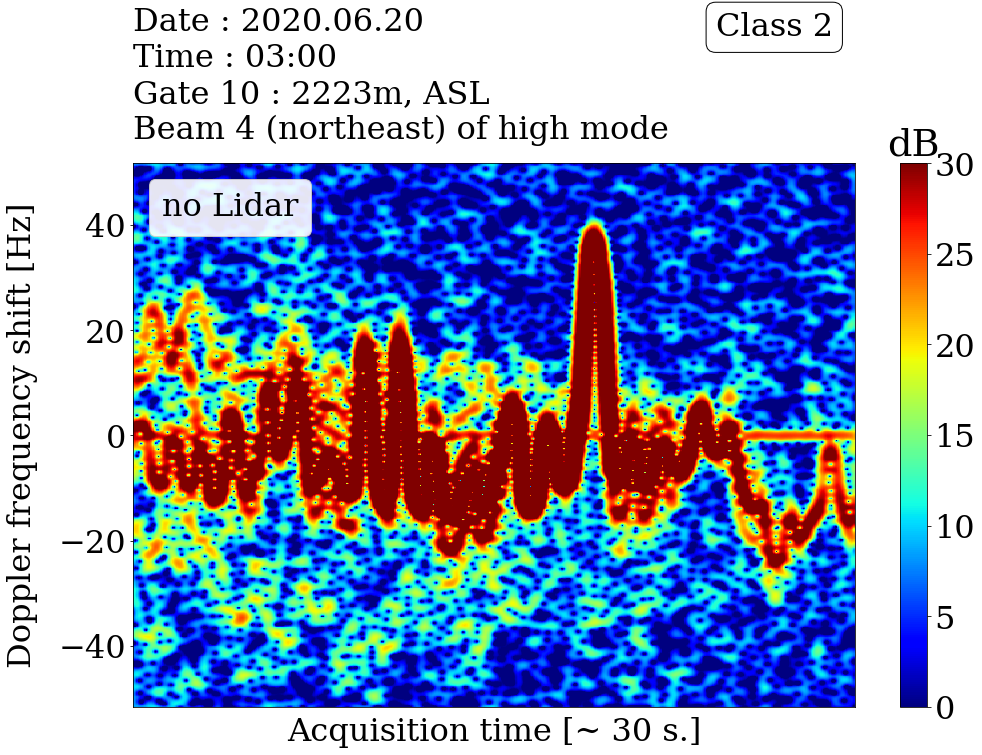 Date : 2020.06.20
Time : 03:00
Gate 10 : 2223m, ASL
Beam 4 (northeast) of high mode
Class 2
no Lidar
Doppler frequency shift [Hz]
40
20
0
−20
−40
Acquisition time [~ 30 s.]
dB
30
25
20
15
10
5
0